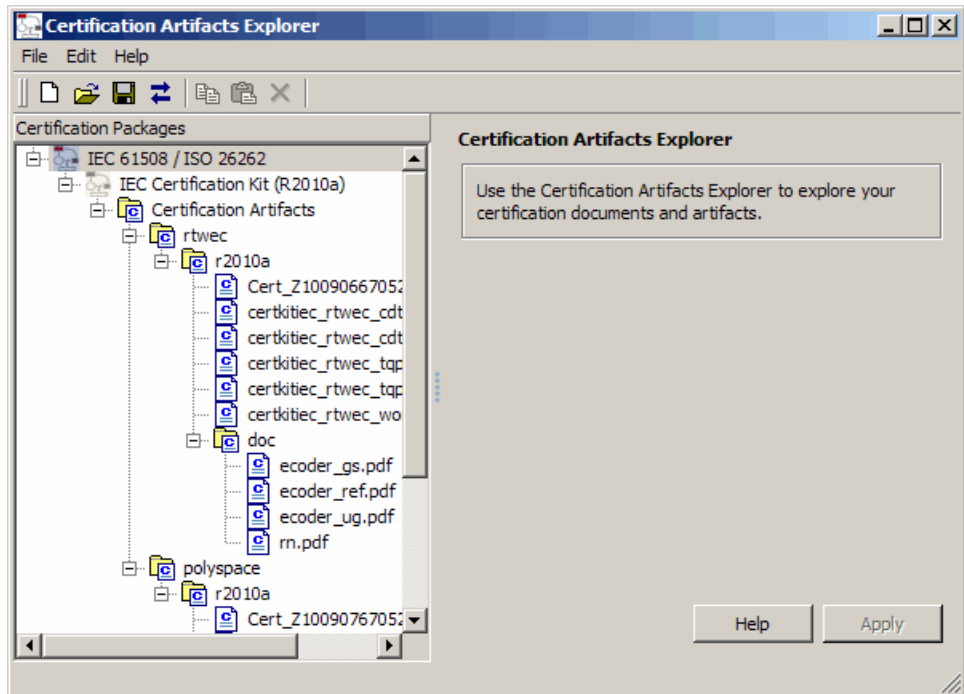 Certification Artifacts Explorer
File Edit Help
Certification Packages
IEC 61508 / ISO 26262
IEC Certification Kit (R2010a)
Certification Artifacts
rtwec
r2010a
Cert_Z10090667052
certkitiec_rtwec_cdt
certkitiec_rtwec_cdt
certkitiec_rtwec_tqp
certkitiec_rtwec_tqp
certkitiec_rtwec_wo
doc
ecoder_gs.pdf
ecoder_ref.pdf
ecoder_ug.pdf
rn.pdf
polyspace
r2010a
Cert_Z10090767052
Certification Artifacts Explorer
Use the Certification Artifacts Explorer to explore your
certification documents and artifacts.
Help Apply